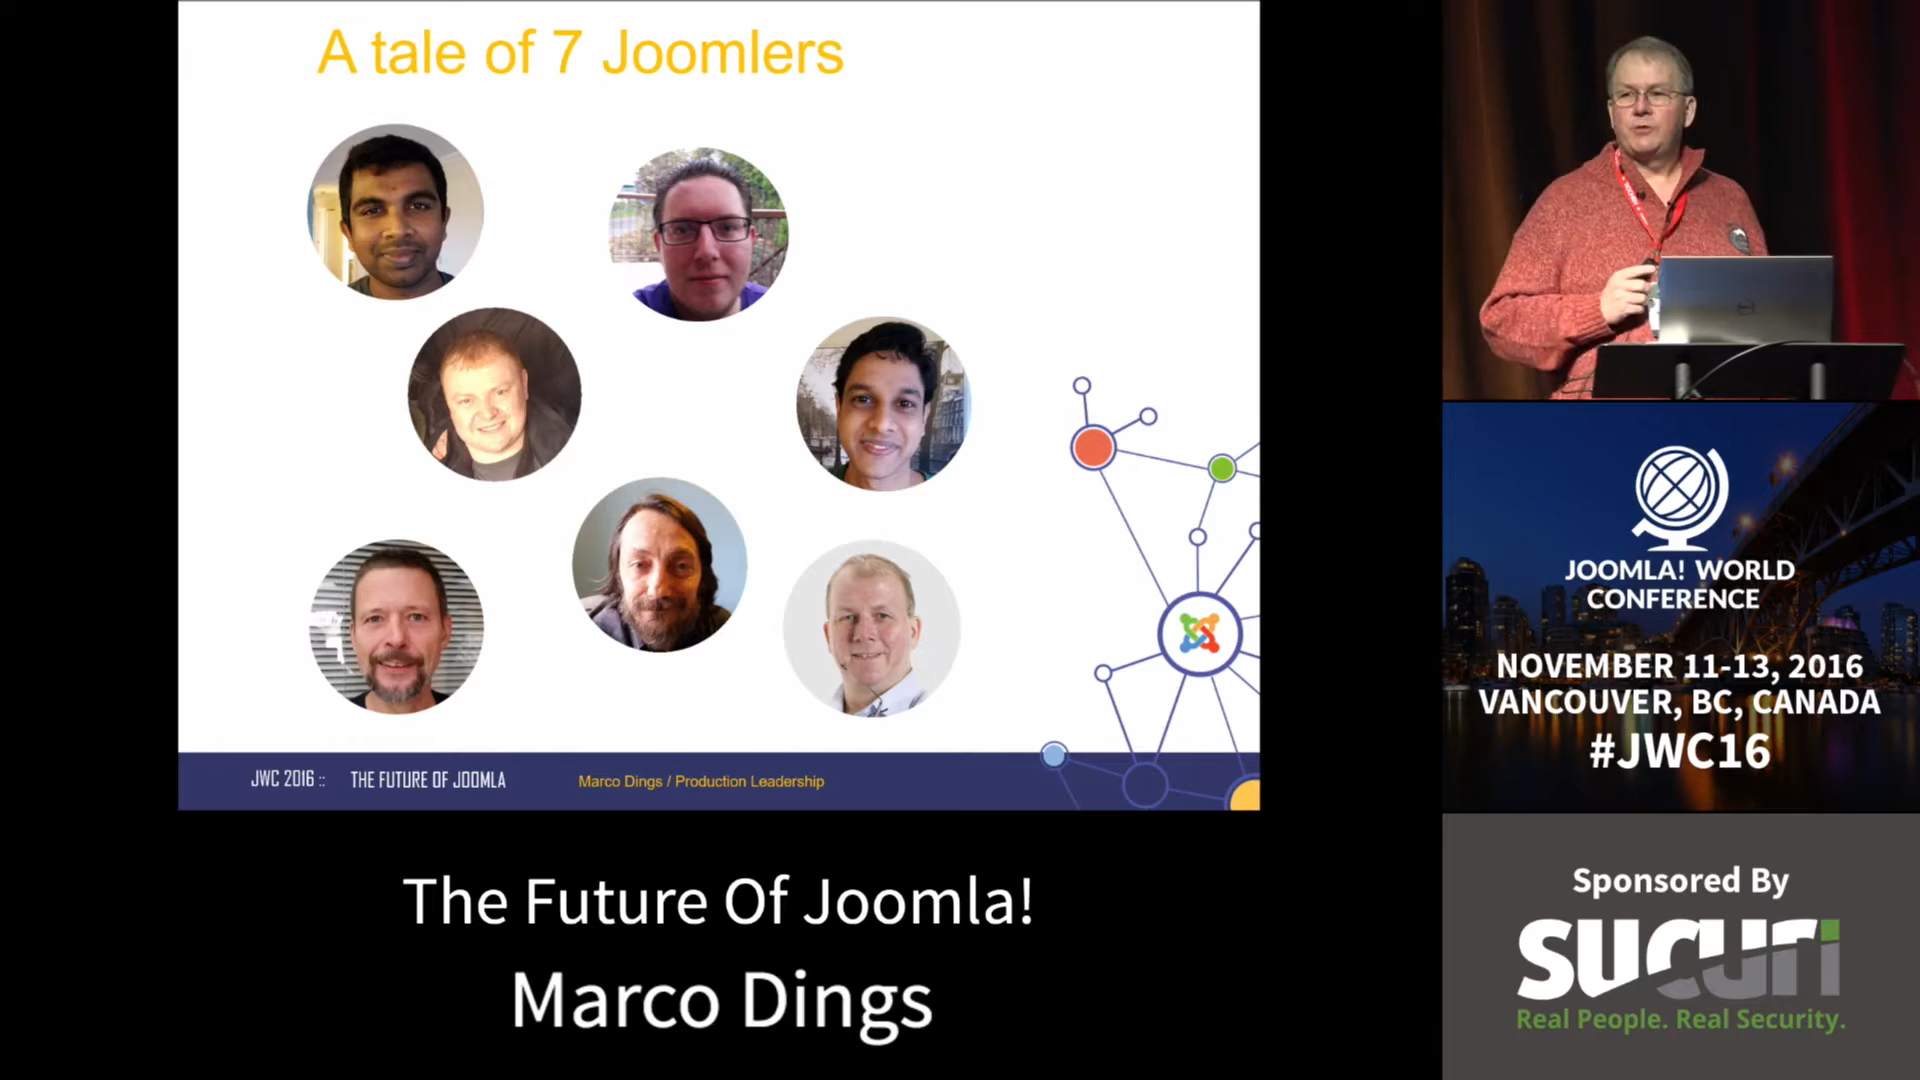 A tale of 7 Joomlers
JWC 2016 :: THE FUTURE OF JOOMLA Marco Dings / Production Leadership
The Future Of Joomla!
Marco Dings
JOOMLA! WORLD
CONFERENCE
NOVEMBER 11-13, 2016
VANCOUVER, BC, CANADA
#JWC16
Sponsored By
SUCURI
Real People. Real Security.